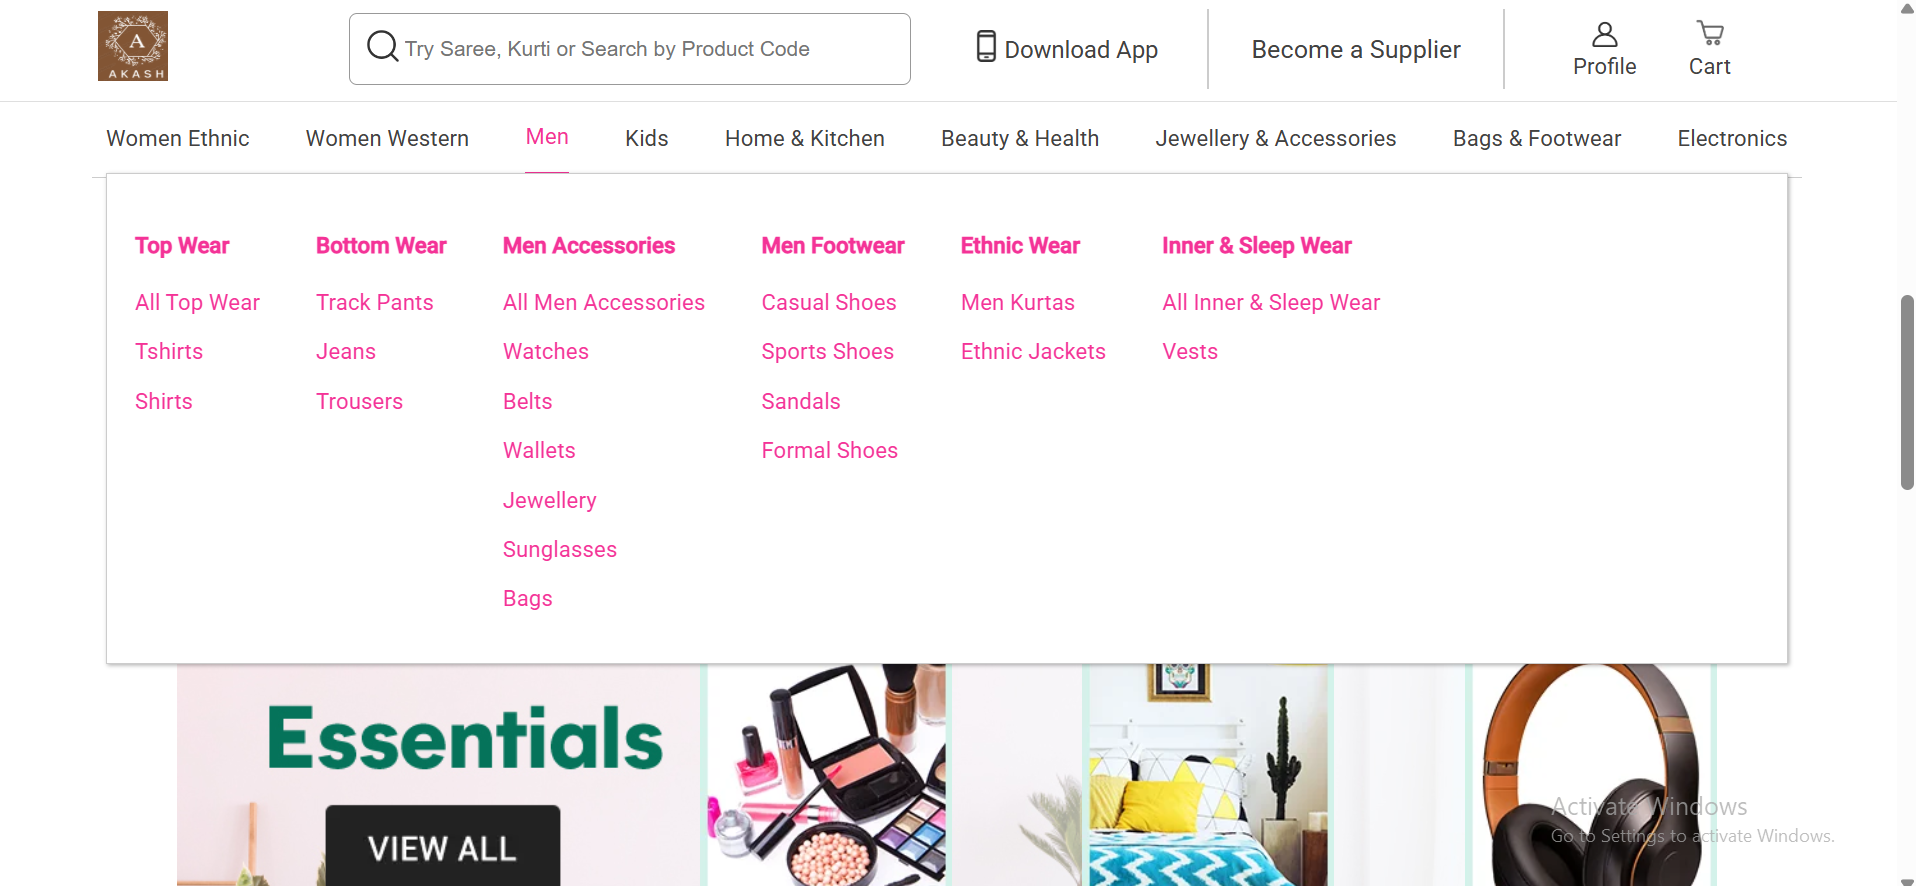 A
AKASH
Try Saree, Kurti or Search by Product Code
Download App
Become a Supplier
Profile
Cart
Women Ethnic
Women Western
Men
Kids
Home & Kitchen
Beauty & Health
Jewellery & Accessories
Bags & Footwear
Electronics
Top Wear
All Top Wear
Tshirts
Shirts
Bottom Wear
Track Pants
Jeans
Trousers
Men Accessories
All Men Accessories
Watches
Belts
Wallets
Jewellery
Sunglasses
Bags
Men Footwear
Casual Shoes
Sports Shoes
Sandals
Formal Shoes
Ethnic Wear
Men Kurtas
Ethnic Jackets
Inner & Sleep Wear
All Inner & Sleep Wear
Vests
Essentials
VIEW ALL
Activate Windows
Go to Settings to activate Windows.